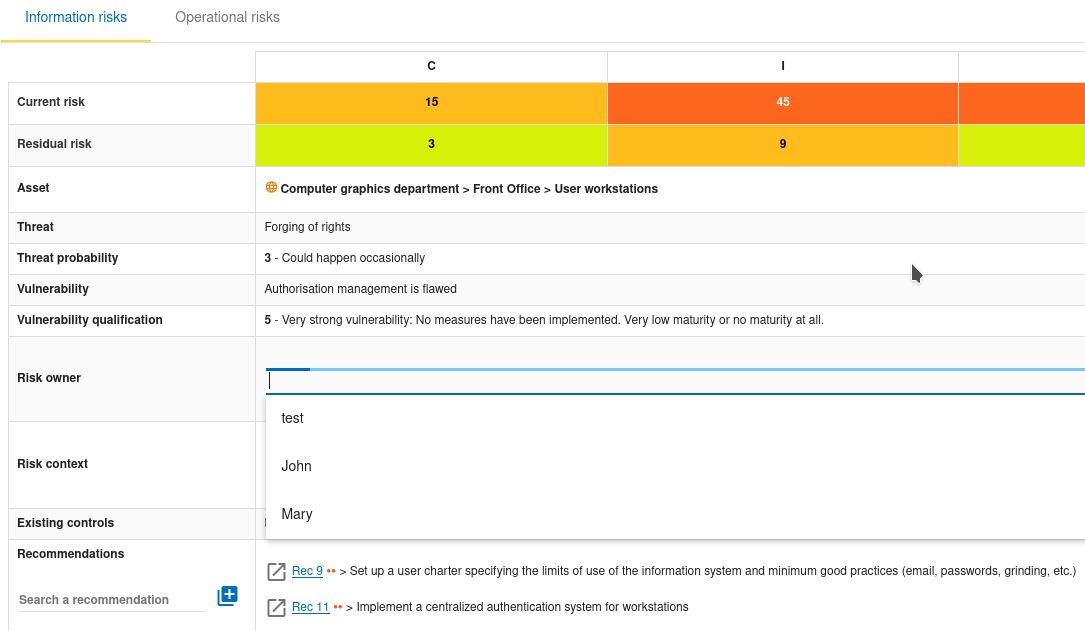 Information risks Operational risks
C I
Current risk 15 45
Residual risk 3 9
Asset Computer graphics department > Front Office > User workstations
Threat Forging of rights
Threat probability 3 - Could happen occasionally
Vulnerability Authorisation management is flawed
Vulnerability qualification 5 - Very strong vulnerability: No measures have been implemented. Very low maturity or no maturity at all.
Risk owner
test
Risk context John
Mary
Existing controls
Recommendations
Rec 9 •• > Set up a user charter specifying the limits of use of the information system and minimum good practices (email, passwords, grinding, etc.)
Search a recommendation
Rec 11 •• > Implement a centralized authentication system for workstations